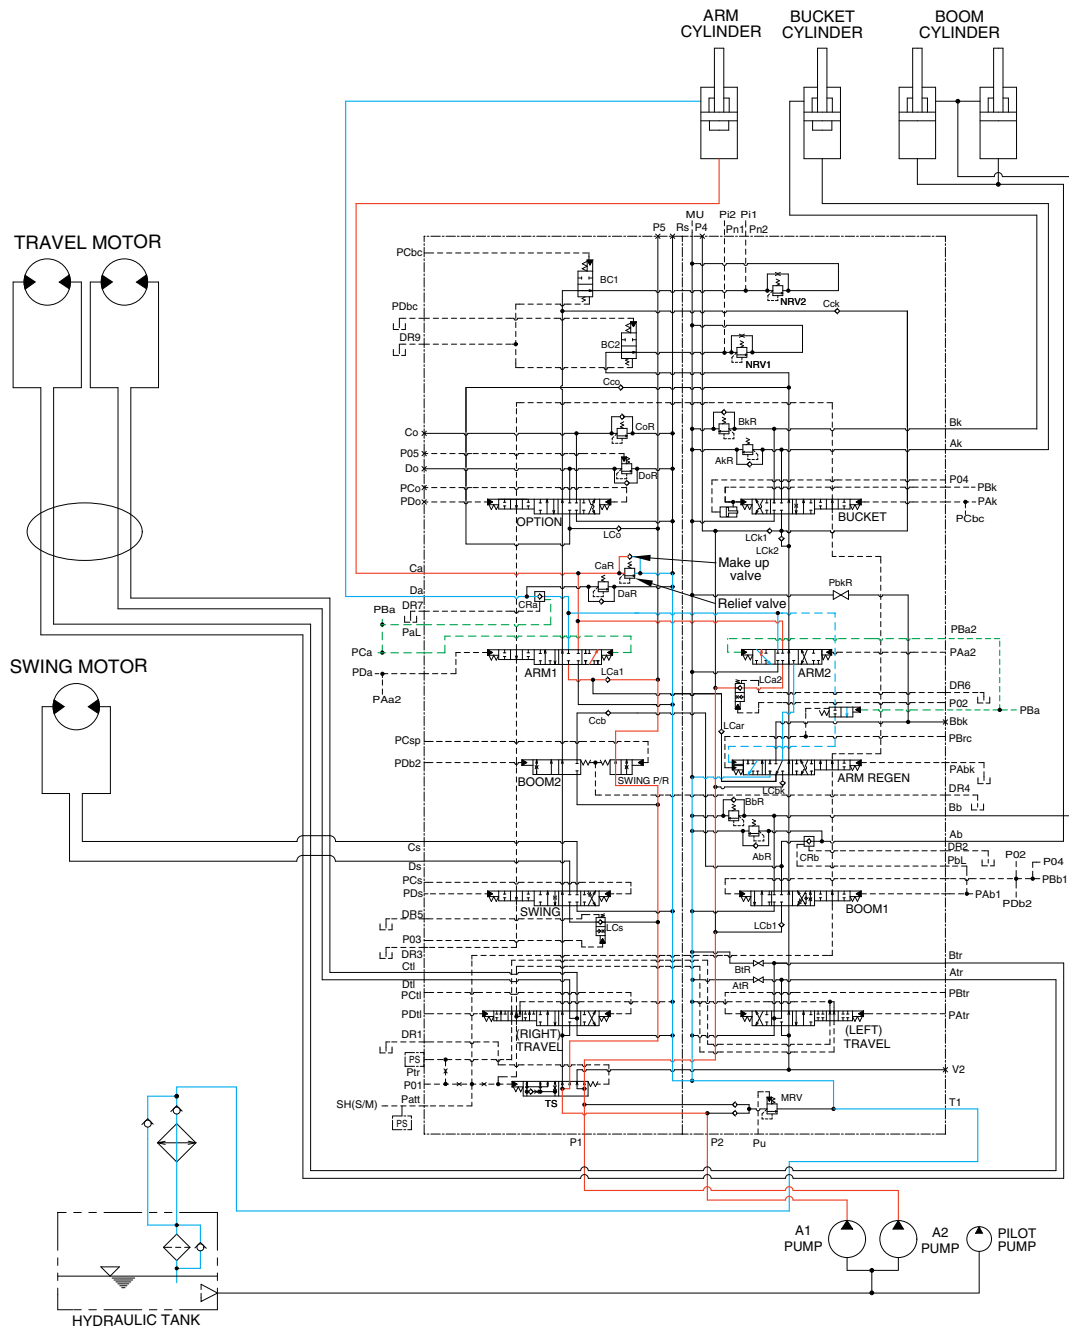 ARM
CYLINDER
BUCKET
CYLINDER
BOOM
CYLINDER
TRAVEL MOTOR
SWING MOTOR
MU
Pi2
Pi1
P5
Rs
P4
Pn1
Pn2
PCbc
BC1
NRV2
Cck
PDbc
DR9
BC2
NRV1
Cco
Co
CoR
BkR
Bk
P05
AkR
Ak
Do
DoR
PCo
P04
PBk
PDo
PAk
OPTION
BUCKET
PCbc
LCo
LCk1
LCk2
Ca
CaR
Make up
valve
Da
DaR
Relief valve
PbkR
CRa
PBa
DR7
PaL
PBa2
PCa
PAa2
PDa
ARM1
LCa1
LCa2
ARM2
PAa2
DR6
P02
PBa
Ccb
LCar
Bbk
PCsp
PBrc
PDb2
BOOM2
SWING P/R
ARM REGEN
PAbk
LCbk
DR4
BbR
Bb
Ab
Cs
AbR
CRb
DR2
P02
Ds
PbL
P04
PCs
PBb1
PDs
PAb1
SWING
BOOM1
PDb2
DR5
LCs
LCb1
P03
DR3
Btr
Ctl
BtR
Atr
Dtl
AtR
PCtl
PBtr
PDtl
PAtr
(RIGHT)
TRAVEL
(LEFT)
TRAVEL
DR1
PS
Ptr
V2
P01
Patt
TS
MRV
T1
SH(S/M)
PS
P1
P2
Pu
A1
PUMP
A2
PUMP
PILOT
PUMP
HYDRAULIC TANK